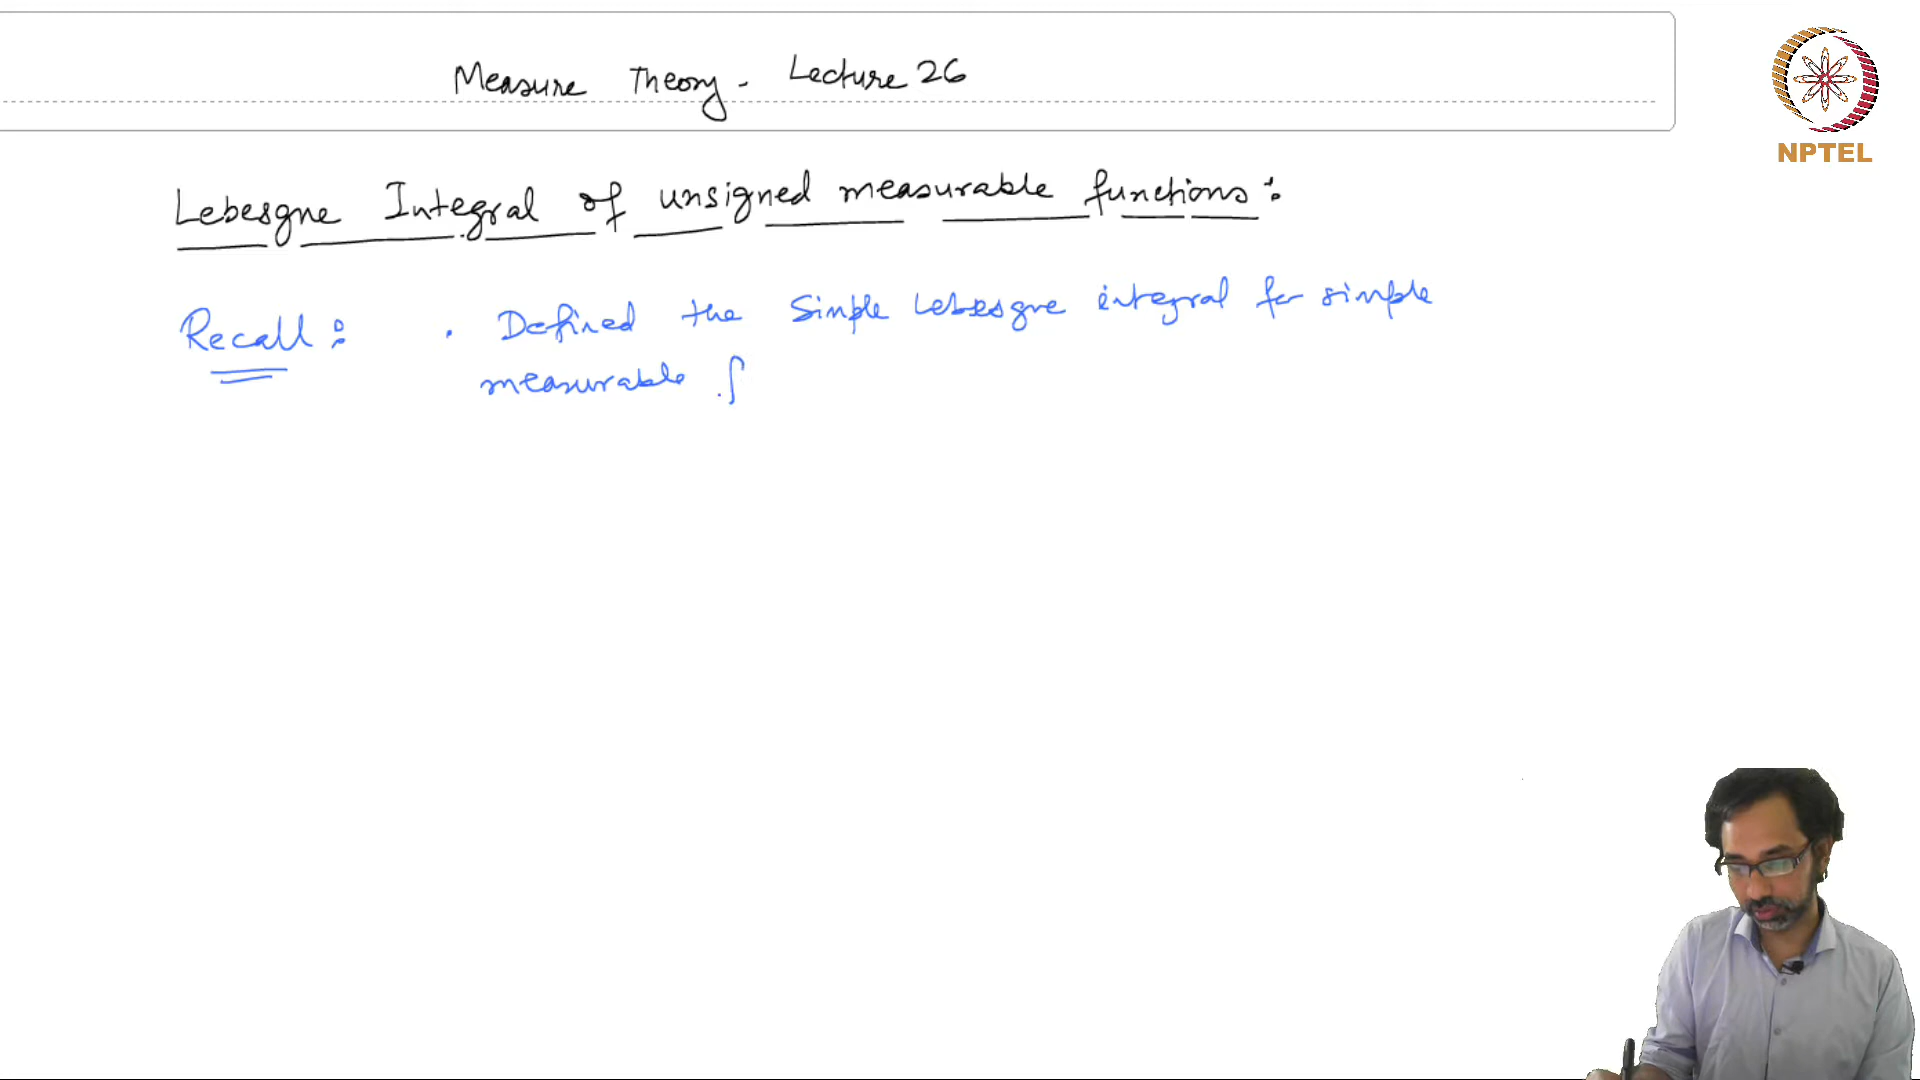 Measure Theory - Lecture 26
NPTEL
Lebesgue Integral of unsigned measurable functions:
Recall: . Defined the Simple Lebesgue integral for simple
measurable f